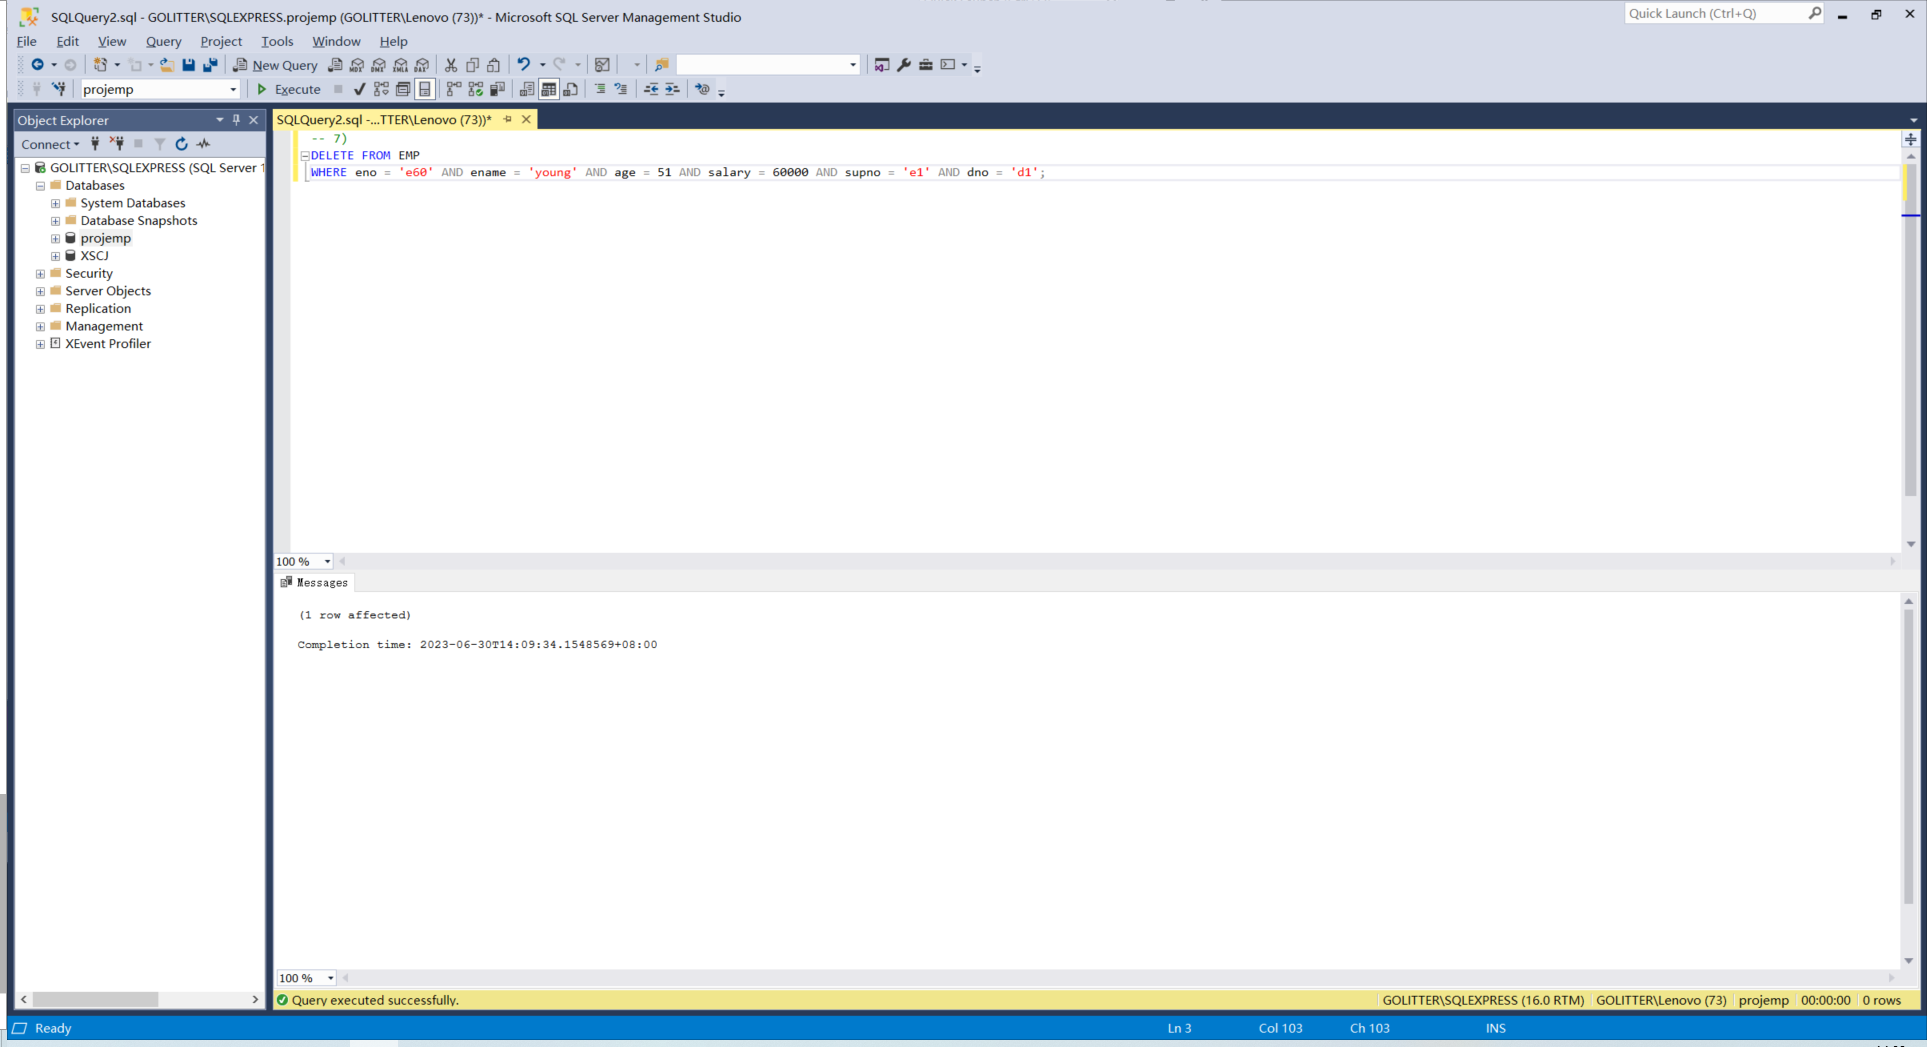 SQLQuery2.sql - GOLITTER\SQLEXPRESS.projemp (GOLITTER\Lenovo (73))* - Microsoft SQL Server Management Studio
Quick Launch (Ctrl+Q)
File Edit View Query Project Tools Window Help
New Query MDX DMX XMLA DAX
projemp Execute
Object Explorer
SQLQuery2.sql -...TTER\Lenovo (73))*
Connect
GOLITTER\SQLEXPRESS (SQL Server 1
Databases
System Databases
Database Snapshots
projemp
XSCJ
Security
Server Objects
Replication
Management
XEvent Profiler
-- 7)
DELETE FROM EMP
WHERE eno = 'e60' AND ename = 'young' AND age = 51 AND salary = 60000 AND supno = 'e1' AND dno = 'd1';
100 %
Messages
(1 row affected)
Completion time: 2023-06-30T14:09:34.1548569+08:00
100 %
Query executed successfully.
GOLITTER\SQLEXPRESS (16.0 RTM) GOLITTER\Lenovo (73) projemp 00:00:00 0 rows
Ready Ln 3 Col 103 Ch 103 INS